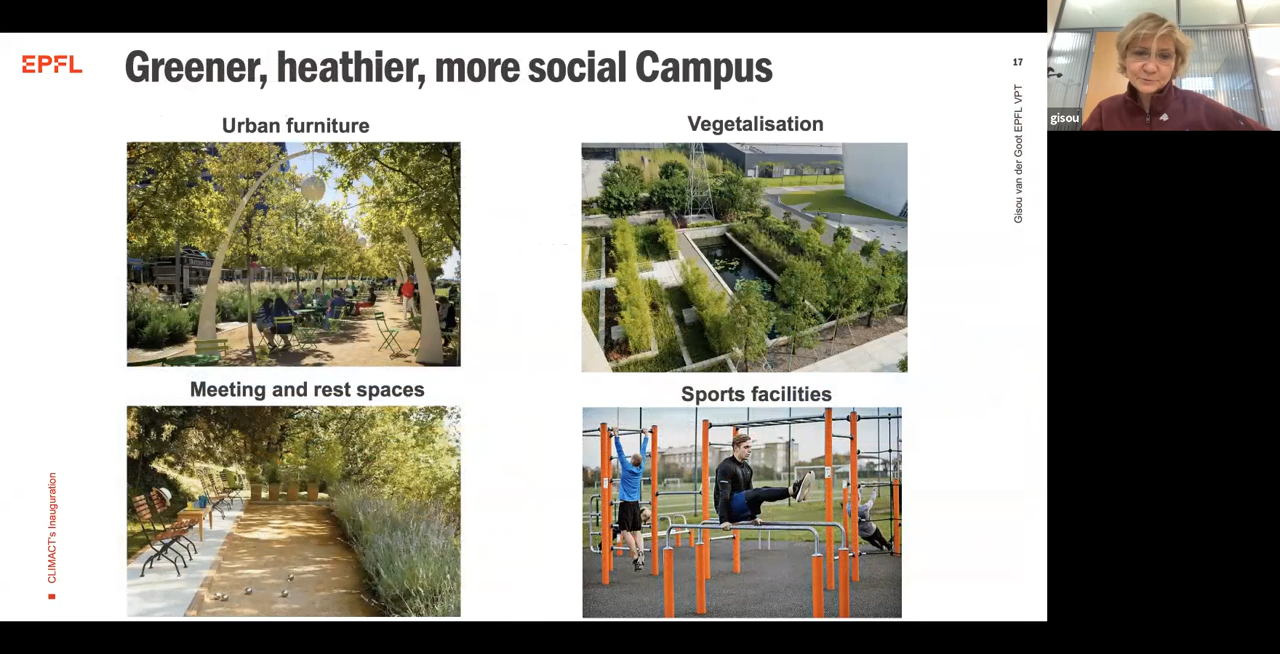 EPFL
Greener, heathier, more social Campus
17
Gisou van der Goot EPFL VPT
gisou
Urban furniture
Vegetalisation
Meeting and rest spaces
Sports facilities
CLIMACT's Inauguration